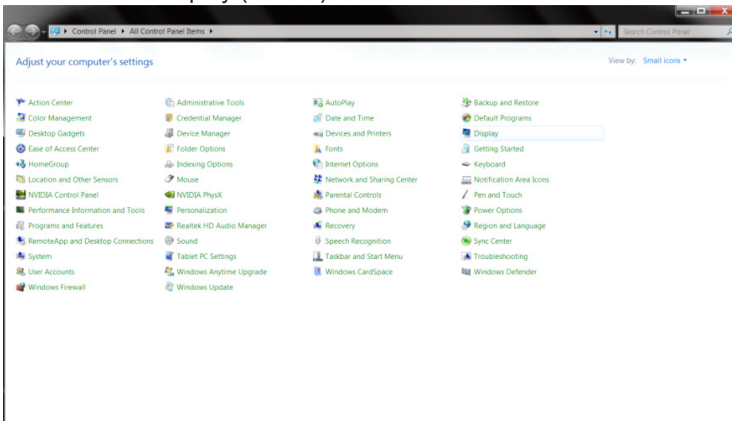 Control Panel ▸ All Control Panel Items ▸
Search Control Panel
Adjust your computer's settings
View by: Small icons
Action Center
Administrative Tools
AutoPlay
Backup and Restore
Color Management
Credential Manager
Date and Time
Default Programs
Desktop Gadgets
Device Manager
Devices and Printers
Display
Ease of Access Center
Folder Options
Fonts
Getting Started
HomeGroup
Indexing Options
Internet Options
Keyboard
Location and Other Sensors
Mouse
Network and Sharing Center
Notification Area Icons
NVIDIA Control Panel
NVIDIA PhysX
Parental Controls
Pen and Touch
Performance Information and Tools
Personalization
Phone and Modem
Power Options
Programs and Features
Realtek HD Audio Manager
Recovery
Region and Language
RemoteApp and Desktop Connections
Sound
Speech Recognition
Sync Center
System
Tablet PC Settings
Taskbar and Start Menu
Troubleshooting
User Accounts
Windows Anytime Upgrade
Windows CardSpace
Windows Defender
Windows Firewall
Windows Update